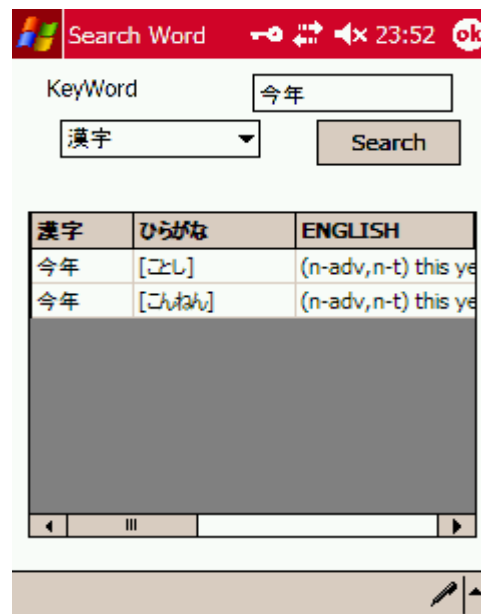 Search Word 23:52 ok
KeyWord 今年
漢字 Search
漢字 ひらがな ENGLISH
今年 [ことし] (n-adv,n-t) this ye
今年 [こんねん] (n-adv,n-t) this ye